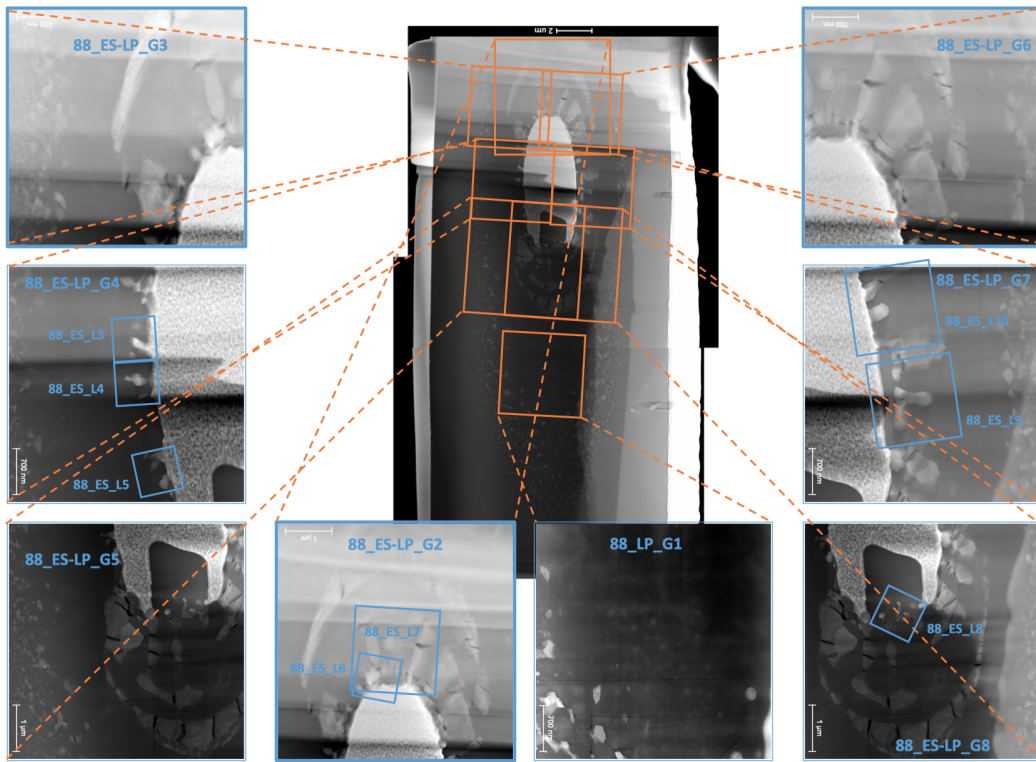 700 nm
88_ES-LP_G3
2 µm
700 nm
88_ES-LP_G6
88_ES-LP_G4
88_ES_L3
88_ES_L4
88_ES_L5
700 nm
88_ES-LP_G7
88_ES_L10
88_ES_L9
700 nm
88_ES-LP_G5
1 µm
1 µm
88_ES-LP_G2
88_ES_L7
88_ES_L6
88_LP_G1
700 nm
88_ES_L8
1 µm
88_ES-LP_G8